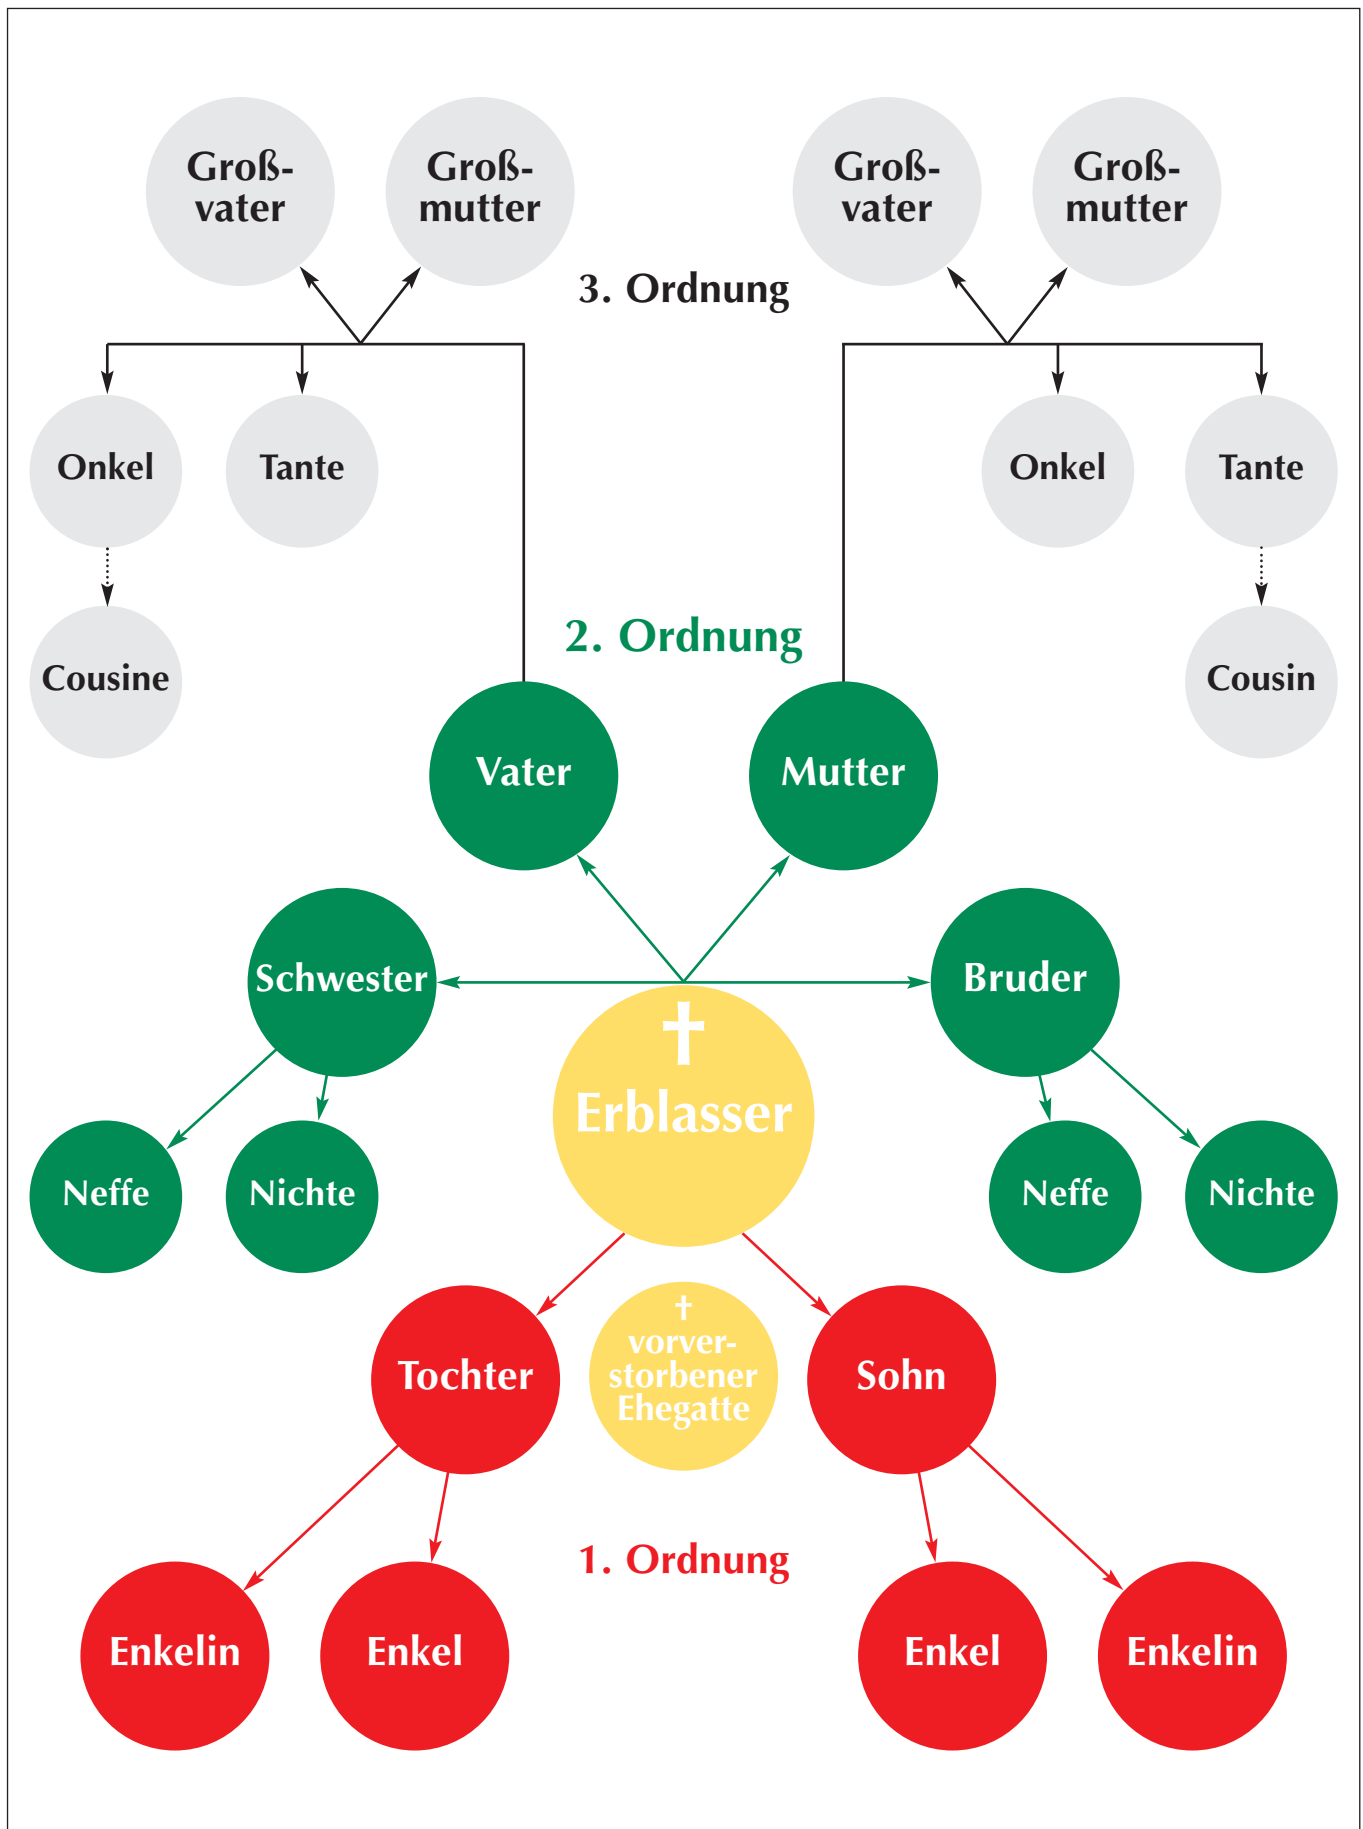 Groß-
vater
Groß-
mutter
Groß-
vater
Groß-
mutter
3. Ordnung
Onkel
Tante
Onkel
Tante
2. Ordnung
Cousine
Cousin
Vater
Mutter
Schwester
Bruder
†
Erblasser
Neffe
Nichte
Neffe
Nichte
†
vorver-
storbener
Ehegatte
Tochter
Sohn
1. Ordnung
Enkelin
Enkel
Enkel
Enkelin